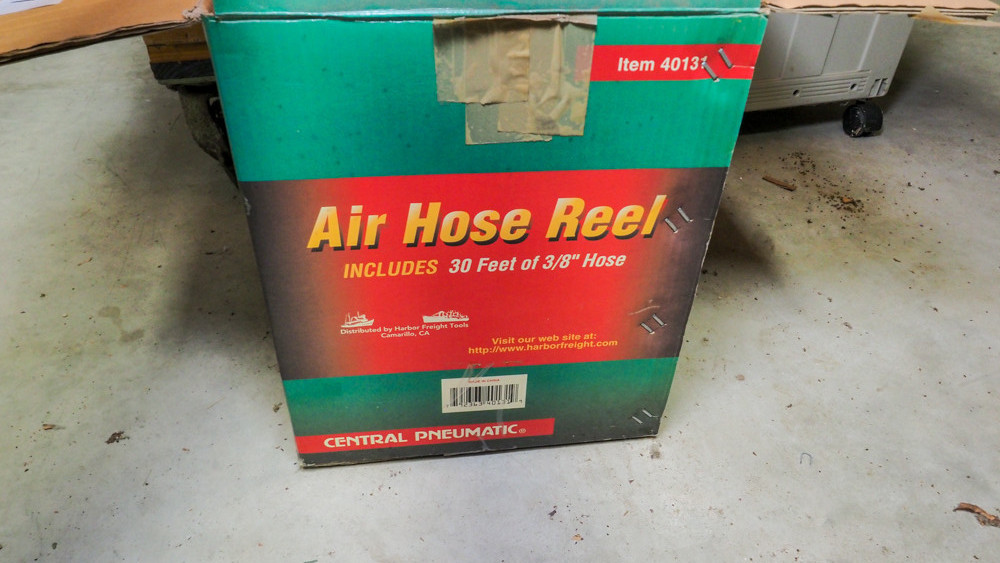 Item 40131
Air Hose Reel
INCLUDES 30 Feet of 3/8" Hose
Distributed by Harbor Freight Tools
Camarillo, CA
Visit our web site at:
http://www.harborfreight.com
CENTRAL PNEUMATIC®